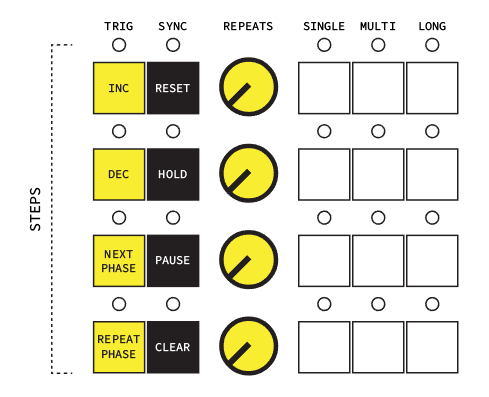 TRIG SYNC REPEATS SINGLE MULTI LONG
INC RESET
DEC HOLD
STEPS
NEXT
PHASE
PAUSE
REPEAT
PHASE
CLEAR